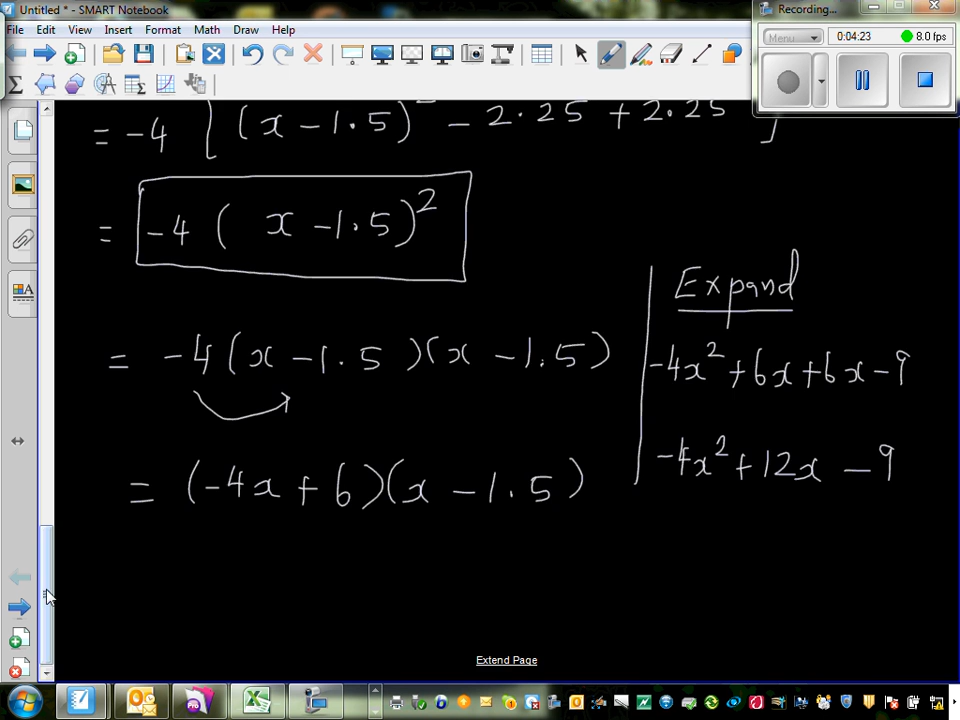 Untitled * - SMART Notebook
Recording...
File Edit View Insert Format Math Draw Help
Menu 0:04:23 8.0 fps
= -4 [ (x - 1.5)² - 2.25 + 2.25 ]
= -4 ( x - 1.5)²
Expand
= -4(x - 1.5)(x - 1.5)
-4x² + 6x + 6x - 9
-4x² + 12x - 9
= (-4x + 6)(x - 1.5)
Extend Page